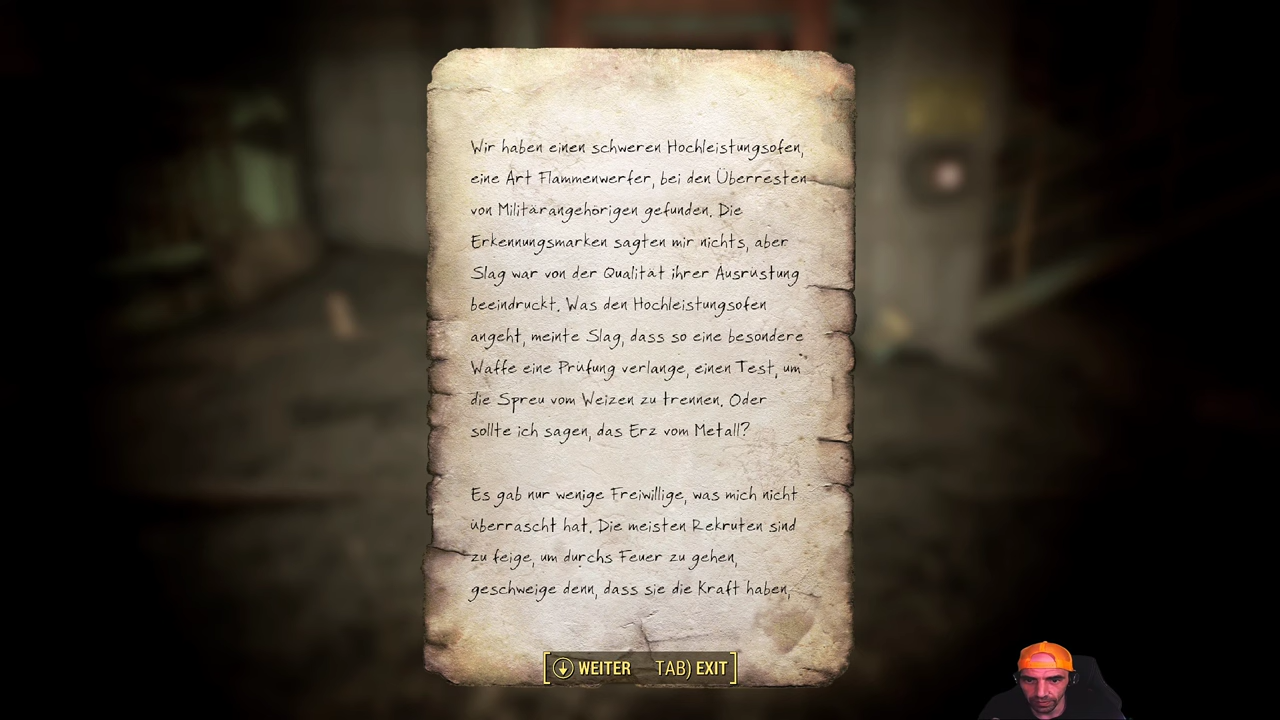 Wir haben einen schweren Hochleistungsofen,
eine Art Flammenwerfer, bei den Überresten
von Militärangehörigen gefunden. Die
Erkennungsmarken sagten mir nichts, aber
Slag war von der Qualität ihrer Ausrüstung
beeindruckt. Was den Hochleistungsofen
angeht, meinte Slag, dass so eine besondere
Waffe eine Prüfung verlange, einen Test, um
die Spreu vom Weizen zu trennen. Oder
sollte ich sagen, das Erz vom Metall?
Es gab nur wenige Freiwillige, was mich nicht
überrascht hat. Die meisten Rekruten sind
zu feige, um durchs Feuer zu gehen,
geschweige denn, dass sie die Kraft haben,
WEITER TAB) EXIT